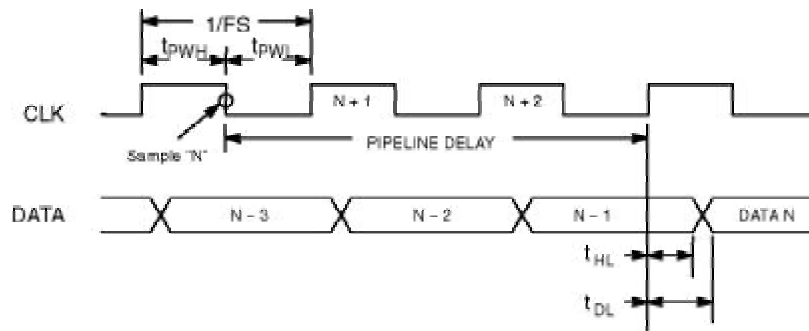 1/FS
tPWH tPWL
CLK
N + 1
N + 2
Sample "N"
PIPELINE DELAY
DATA
N – 3
N – 2
N – 1
DATA N
tHL
tDL